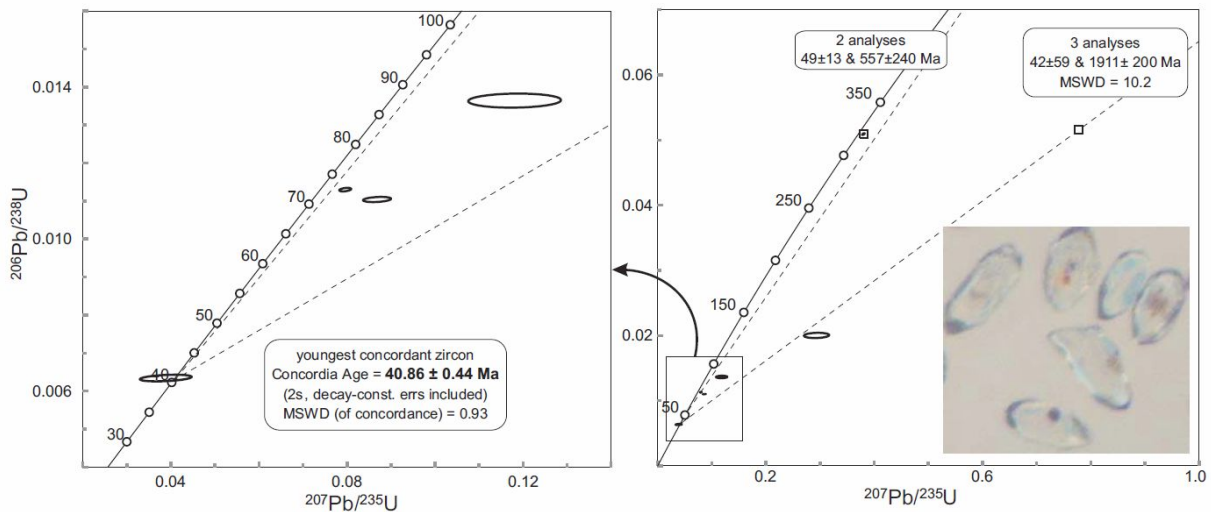 0.014
0.010
0.006
206Pb/238U
0.04
0.08
0.12
207Pb/235U
100
90
80
70
60
50
40
30
youngest concordant zircon
Concordia Age = 40.86 ± 0.44 Ma
(2s, decay-const. errs included)
MSWD (of concordance) = 0.93
0.06
0.04
0.02
0.2
0.6
1.0
207Pb/235U
350
250
150
50
2 analyses
49±13 & 557±240 Ma
3 analyses
42±59 & 1911± 200 Ma
MSWD = 10.2